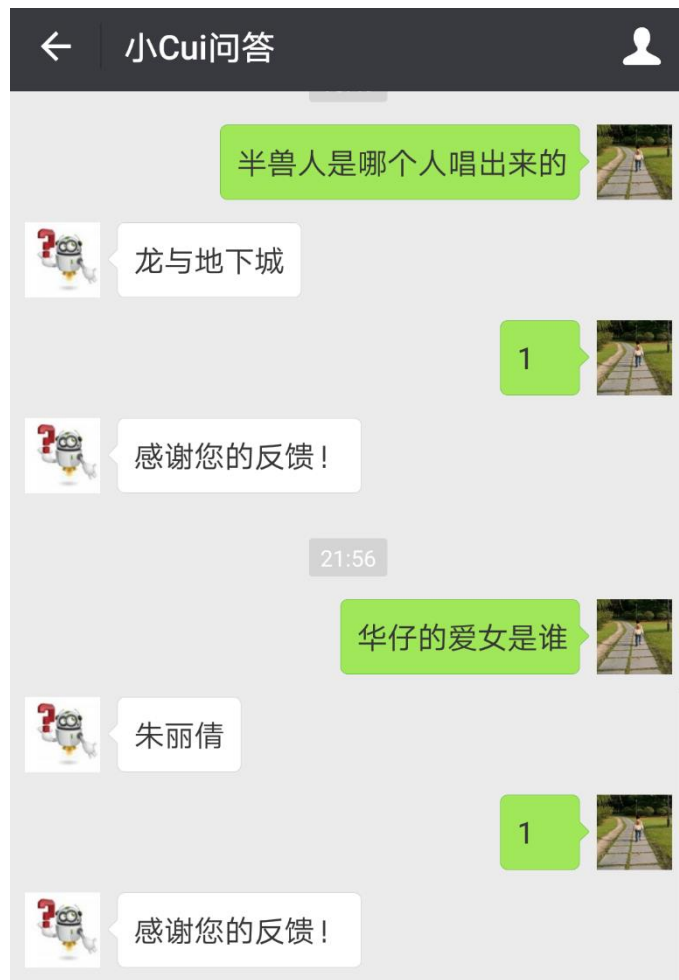 小Cui问答
半兽人是哪个人唱出来的
龙与地下城
1
感谢您的反馈!
21:56
华仔的爱女是谁
朱丽倩
1
感谢您的反馈!